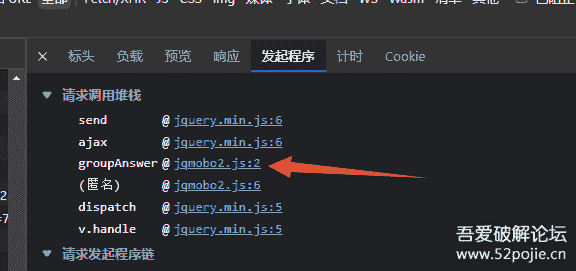 全部 Fetch/XHR JS CSS Img 媒体 字体 文档 WS Wasm 清单 其他
标头 负载 预览 响应 发起程序 计时 Cookie
请求调用堆栈
send @ jquery.min.js:6
ajax @ jquery.min.js:6
groupAnswer @ jqmobo2.js:2
(匿名) @ jqmobo2.js:6
dispatch @ jquery.min.js:5
v.handle @ jquery.min.js:5
请求发起程序链
2
=7
吾爱破解论坛
www.52pojie.cn